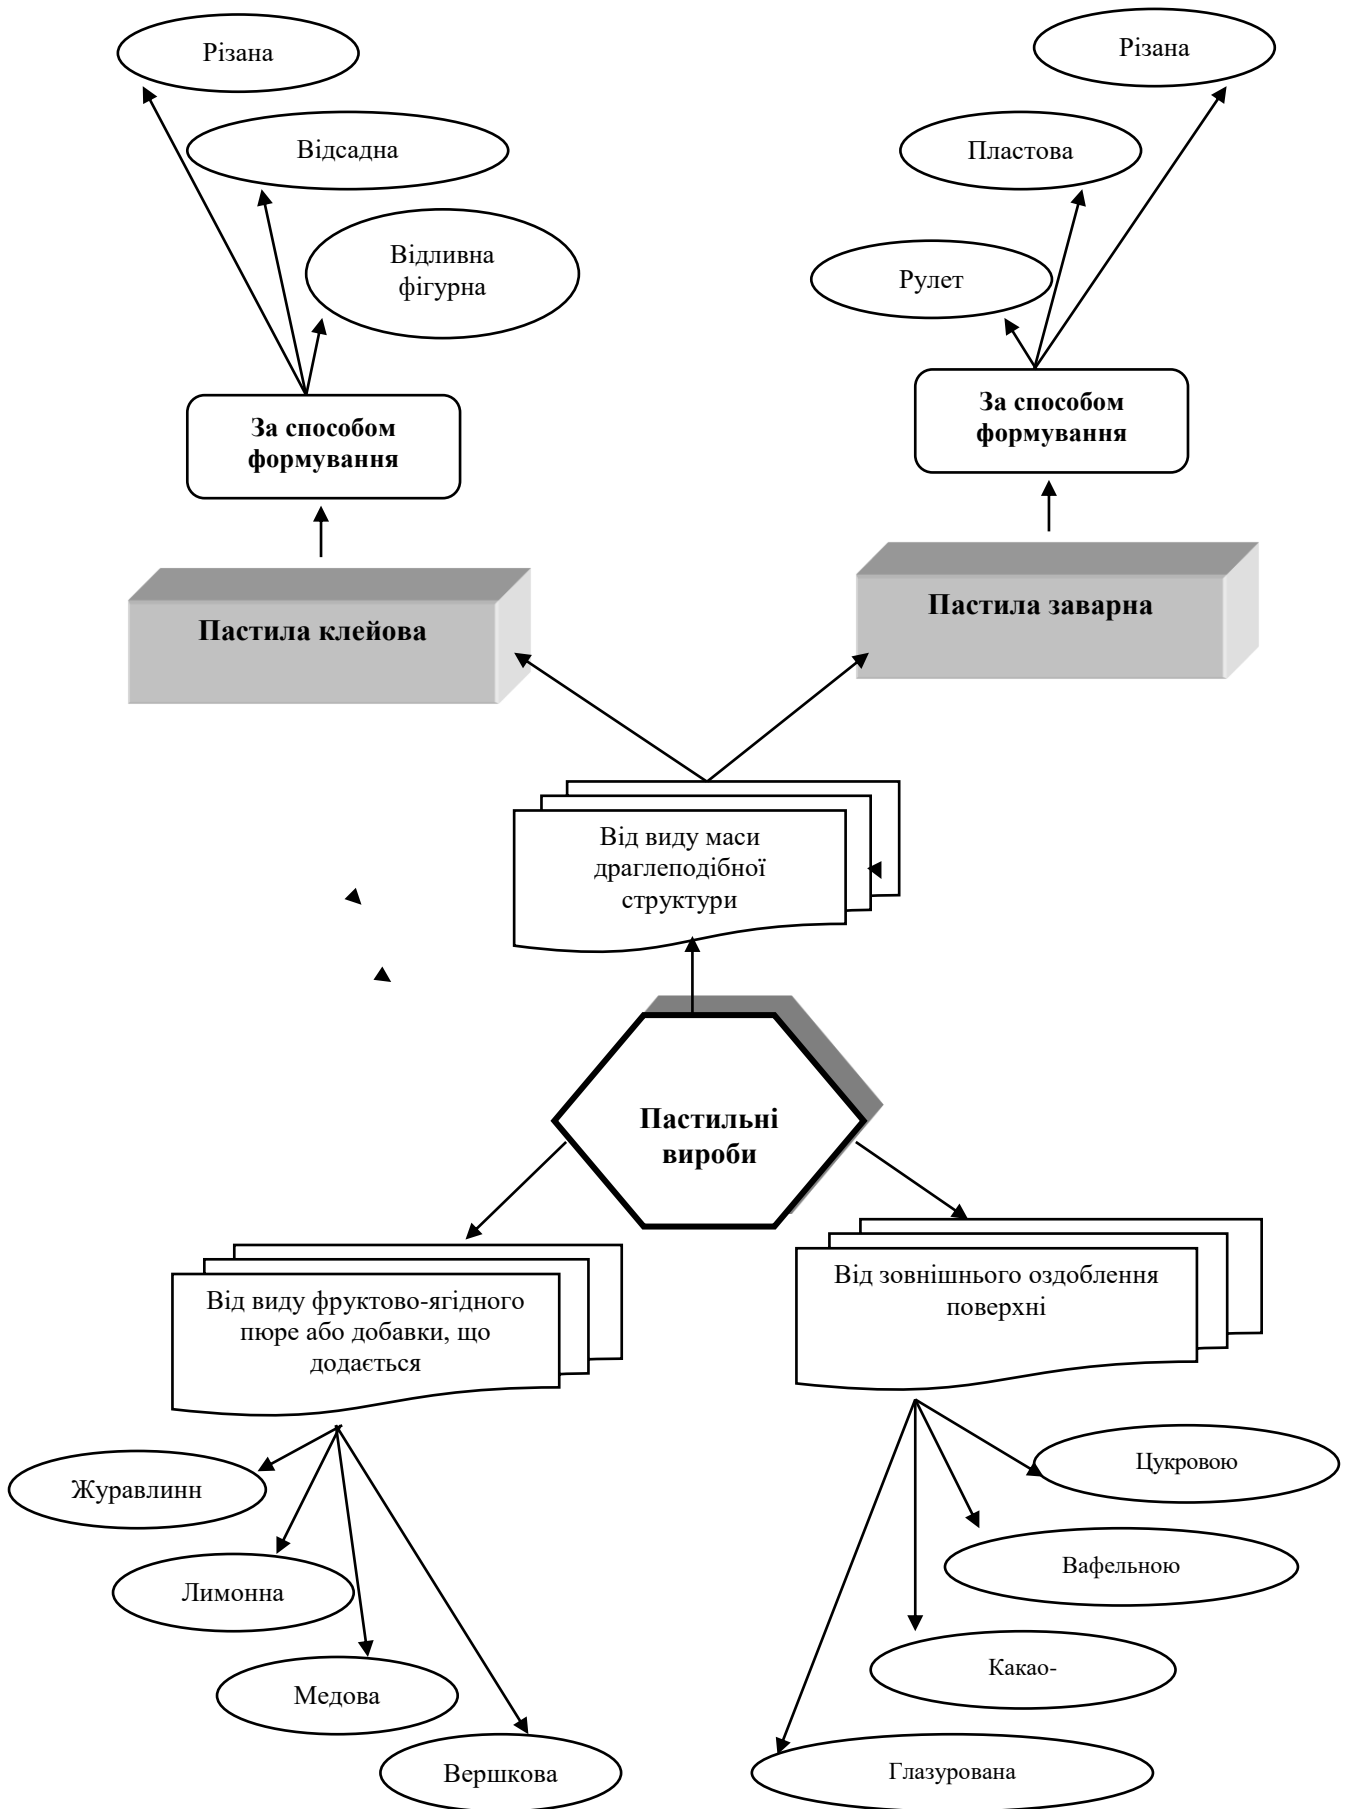 Різана
Різана
Відсадна
Пластова
Відливна
фігурна
Рулет
За способом
формування
За способом
формування
Пастила клейова
Пастила заварна
Від виду маси
драглеподібної
структури
Пастильні
вироби
Від виду фруктово-ягідного
пюре або добавки, що
додається
Від зовнішнього оздоблення
поверхні
Журавлинн
Лимонна
Медова
Вершкова
Цукровою
Вафельною
Какао-
Глазурована